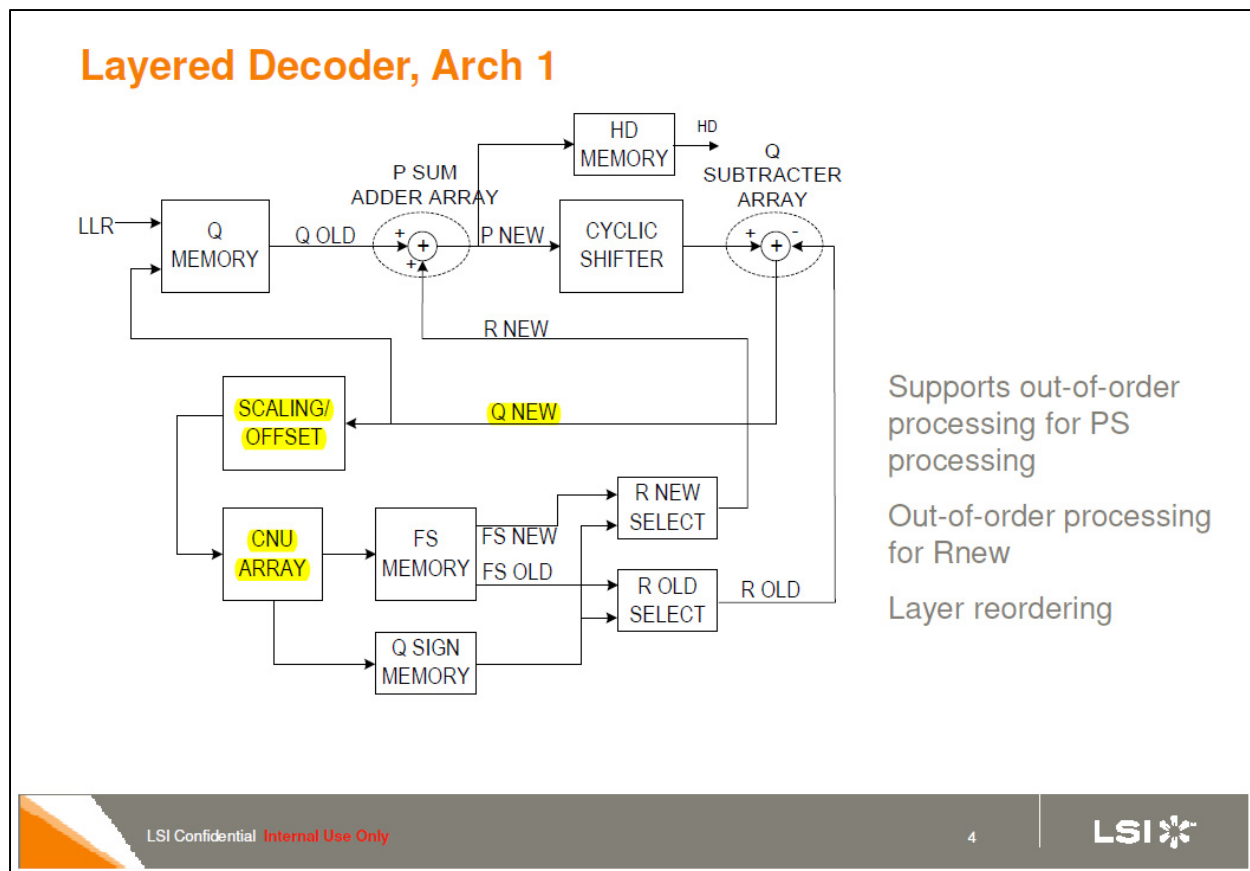 Layered Decoder, Arch 1
HD
MEMORY
HD
Q
SUBTRACTER
ARRAY
P SUM
ADDER ARRAY
LLR
Q
MEMORY
Q OLD
+
+
+
P NEW
CYCLIC
SHIFTER
+
+
-
R NEW
SCALING/
OFFSET
Q NEW
CNU
ARRAY
FS
MEMORY
FS NEW
FS OLD
R NEW
SELECT
R OLD
SELECT
R OLD
Q SIGN
MEMORY
Supports out-of-order
processing for PS
processing
Out-of-order processing
for Rnew
Layer reordering
LSI Confidential Internal Use Only
4
LSI